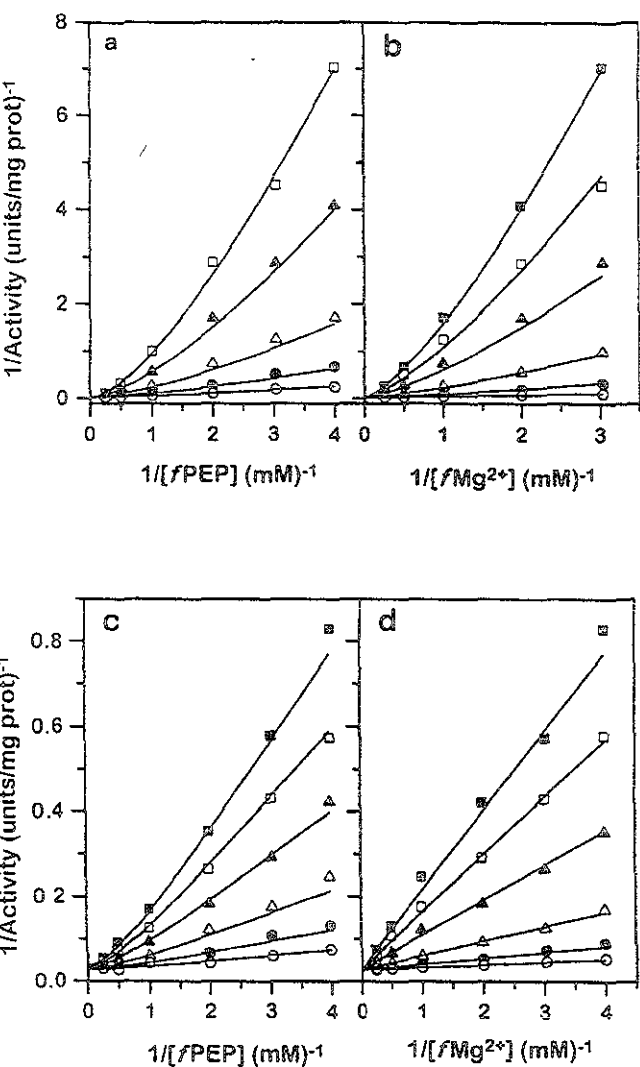 a b
8
6
4
2
0
1/Activity (units/mg prot)-1
0 1 2 3 4 0 1 2 3
1/[fPEP] (mM)-1 1/[fMg2+] (mM)-1
c d
0.8
0.6
0.4
0 2
0.0
1/Activity (units/mg prot)-1
0 1 2 3 4 0 1 2 3 4
1/[fPEP] (mM)-1 1/[fMg2+] (mM)-1